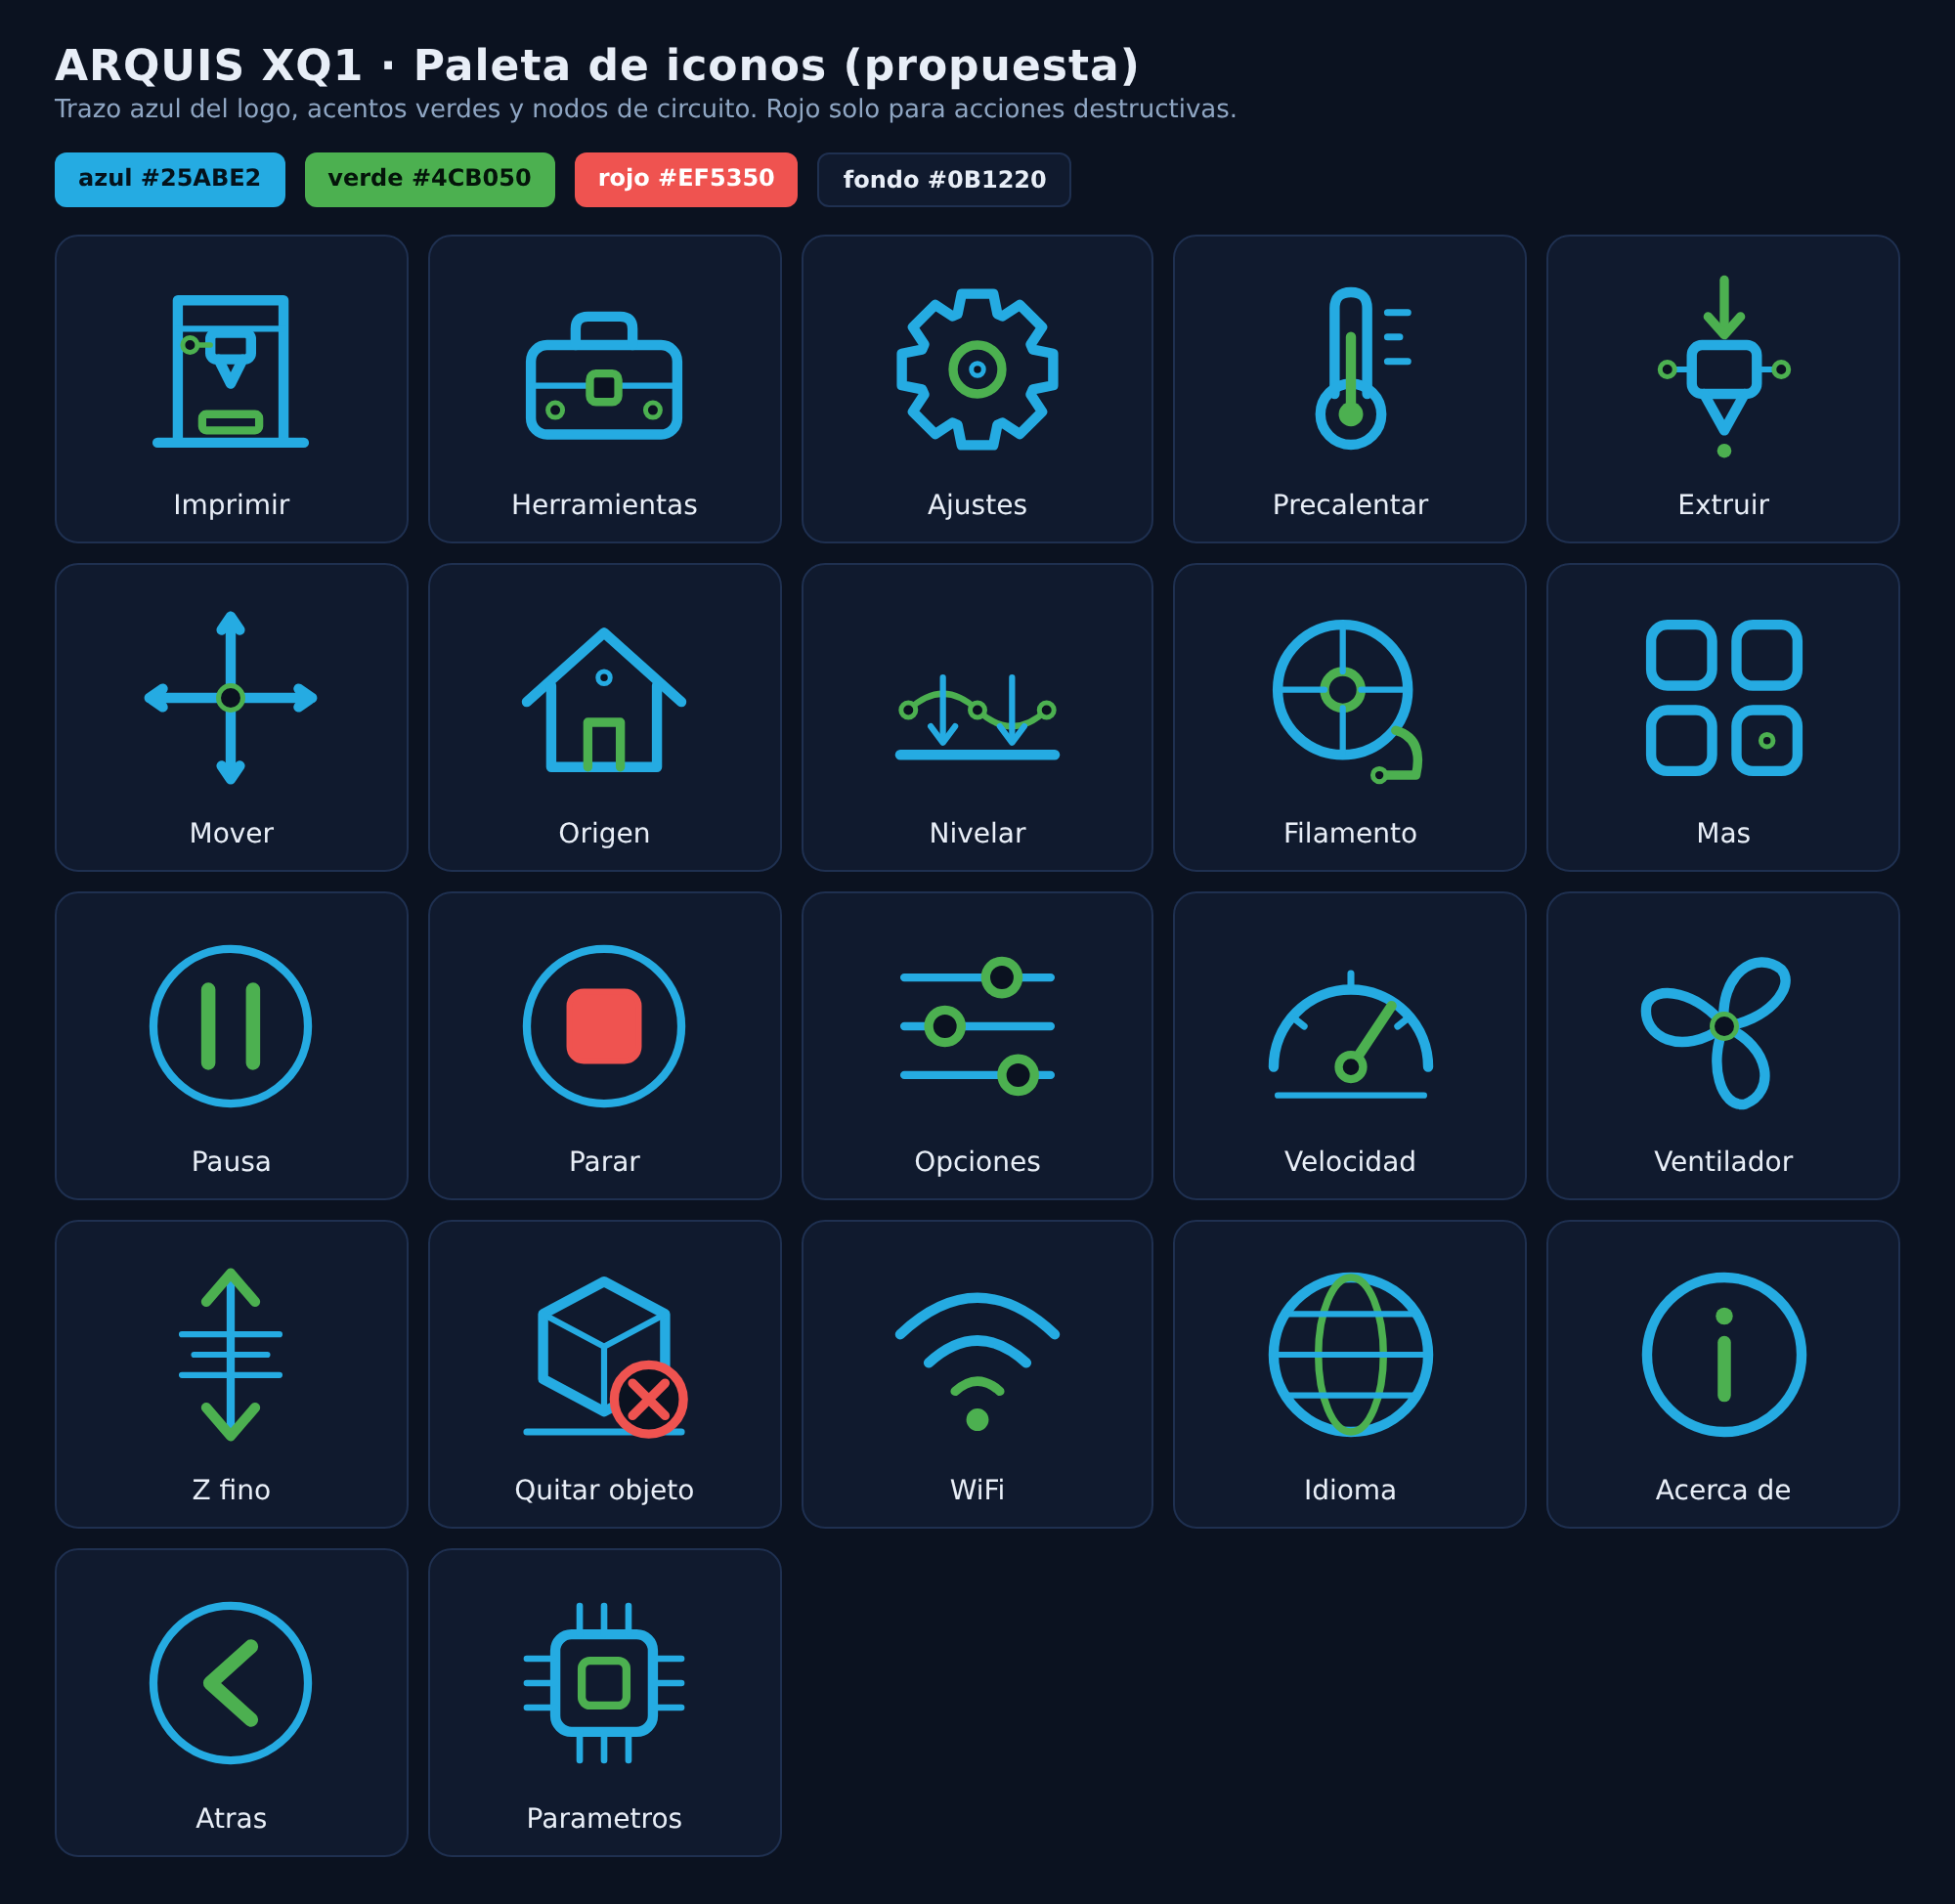 ARQUIS XQ1 · Paleta de iconos (propuesta)
Trazo azul del logo, acentos verdes y nodos de circuito. Rojo solo para acciones destructivas.
azul #25ABE2
verde #4CB050
rojo #EF5350
fondo #0B1220
Imprimir
Herramientas
Ajustes
Precalentar
Extruir
Mover
Origen
Nivelar
Filamento
Mas
Pausa
Parar
Opciones
Velocidad
Ventilador
Z fino
Quitar objeto
WiFi
Idioma
Acerca de
Atras
Parametros